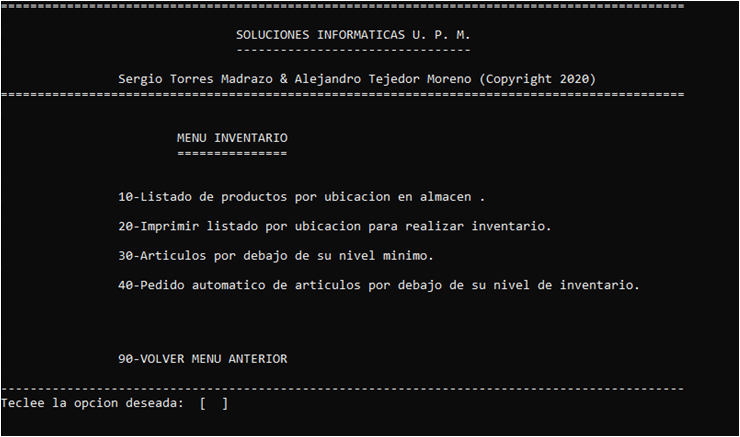 ==============================================================================================
SOLUCIONES INFORMATICAS U. P. M.
--------------------------------
Sergio Torres Madrazo & Alejandro Tejedor Moreno (Copyright 2020)
==============================================================================================
MENU INVENTARIO
===============
10-Listado de productos por ubicacion en almacen .
20-Imprimir listado por ubicacion para realizar inventario.
30-Articulos por debajo de su nivel minimo.
40-Pedido automatico de articulos por debajo de su nivel de inventario.
90-VOLVER MENU ANTERIOR
---------------------------------------------------------------------------------------------
Teclee la opcion deseada:  [  ]